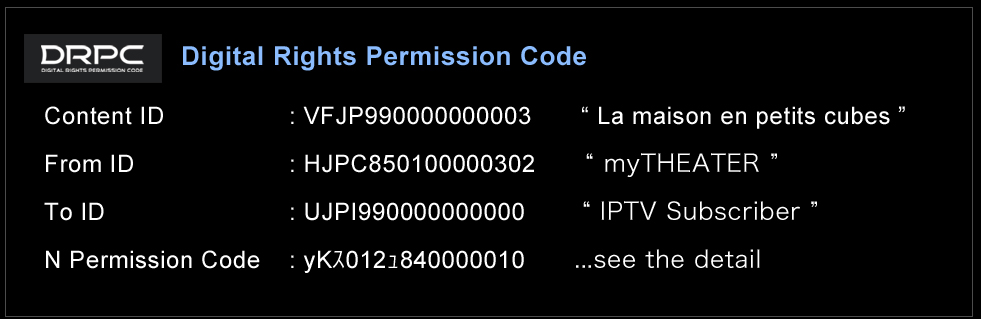 DRPC
DIGITAL RIGHTS PERMISSION CODE
Digital Rights Permission Code
Content ID : VFJP990000000003 “ La maison en petits cubes ”
From ID : HJPC850100000302 “ myTHEATER ”
To ID : UJPI990000000000 “ IPTV Subscriber ”
N Permission Code : yKｽ012ｭ840000010 ...see the detail